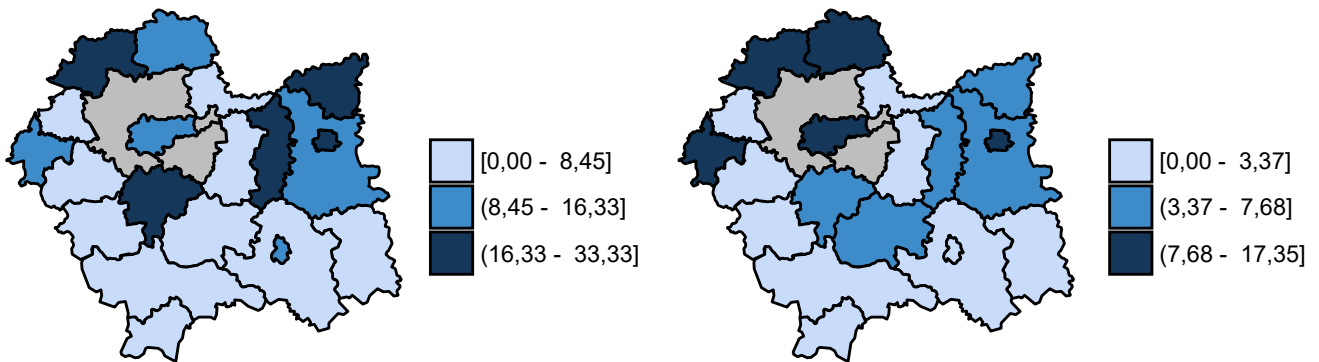 [0,00 - 8,45]
(8,45 - 16,33]
(16,33 - 33,33]
[0,00 - 3,37]
(3,37 - 7,68]
(7,68 - 17,35]